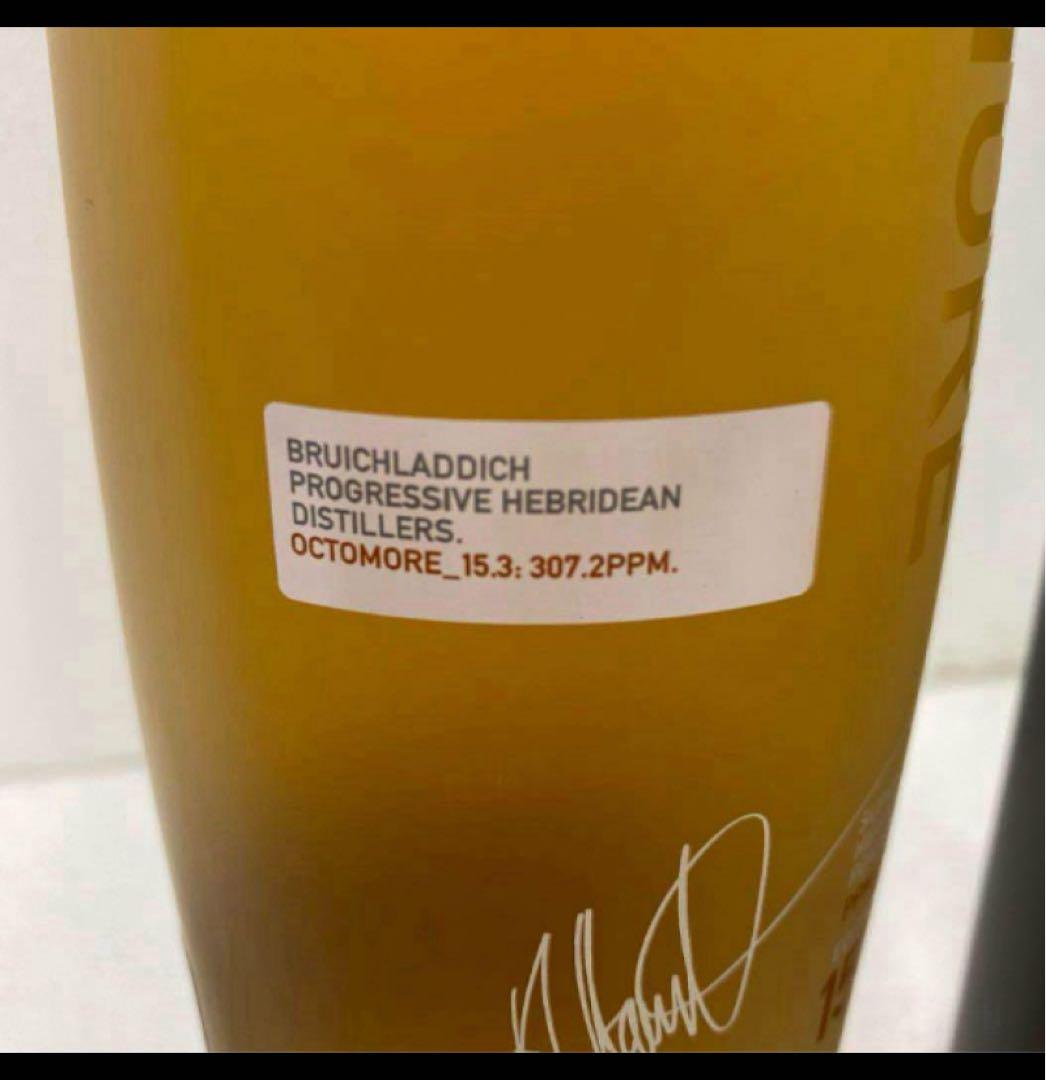 BRUICHLADDICH
PROGRESSIVE HEBRIDEAN
DISTILLERS.
OCTOMORE_15.3: 307.2PPM.